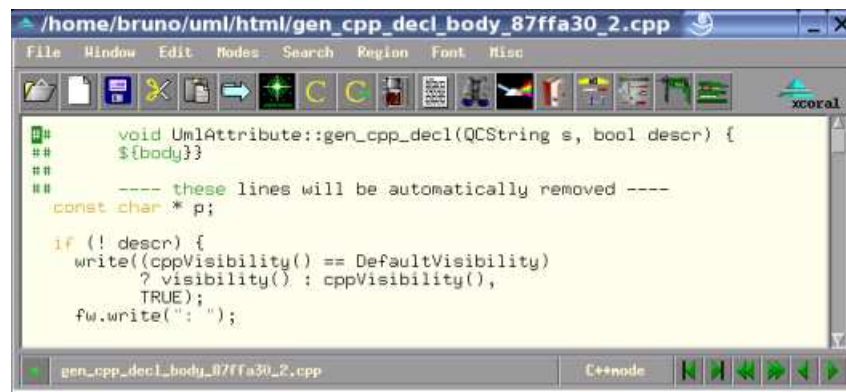 /home/bruno/uml/html/gen_cpp_decl_body_87ffa30_2.cpp
File Window Edit Modes Search Region Font Misc
C C
xcoral
## void UmlAttribute::gen_cpp_decl(QCString s, bool descr) {
## ${body}}
##
## ---- these lines will be automatically removed ----
const char * p;
if (! descr) {
write((cppVisibility() == DefaultVisibility)
? visibility() : cppVisibility(),
TRUE);
fw.write(": ");
gen_cpp_decl_body_87ffa30_2.cpp C++mode